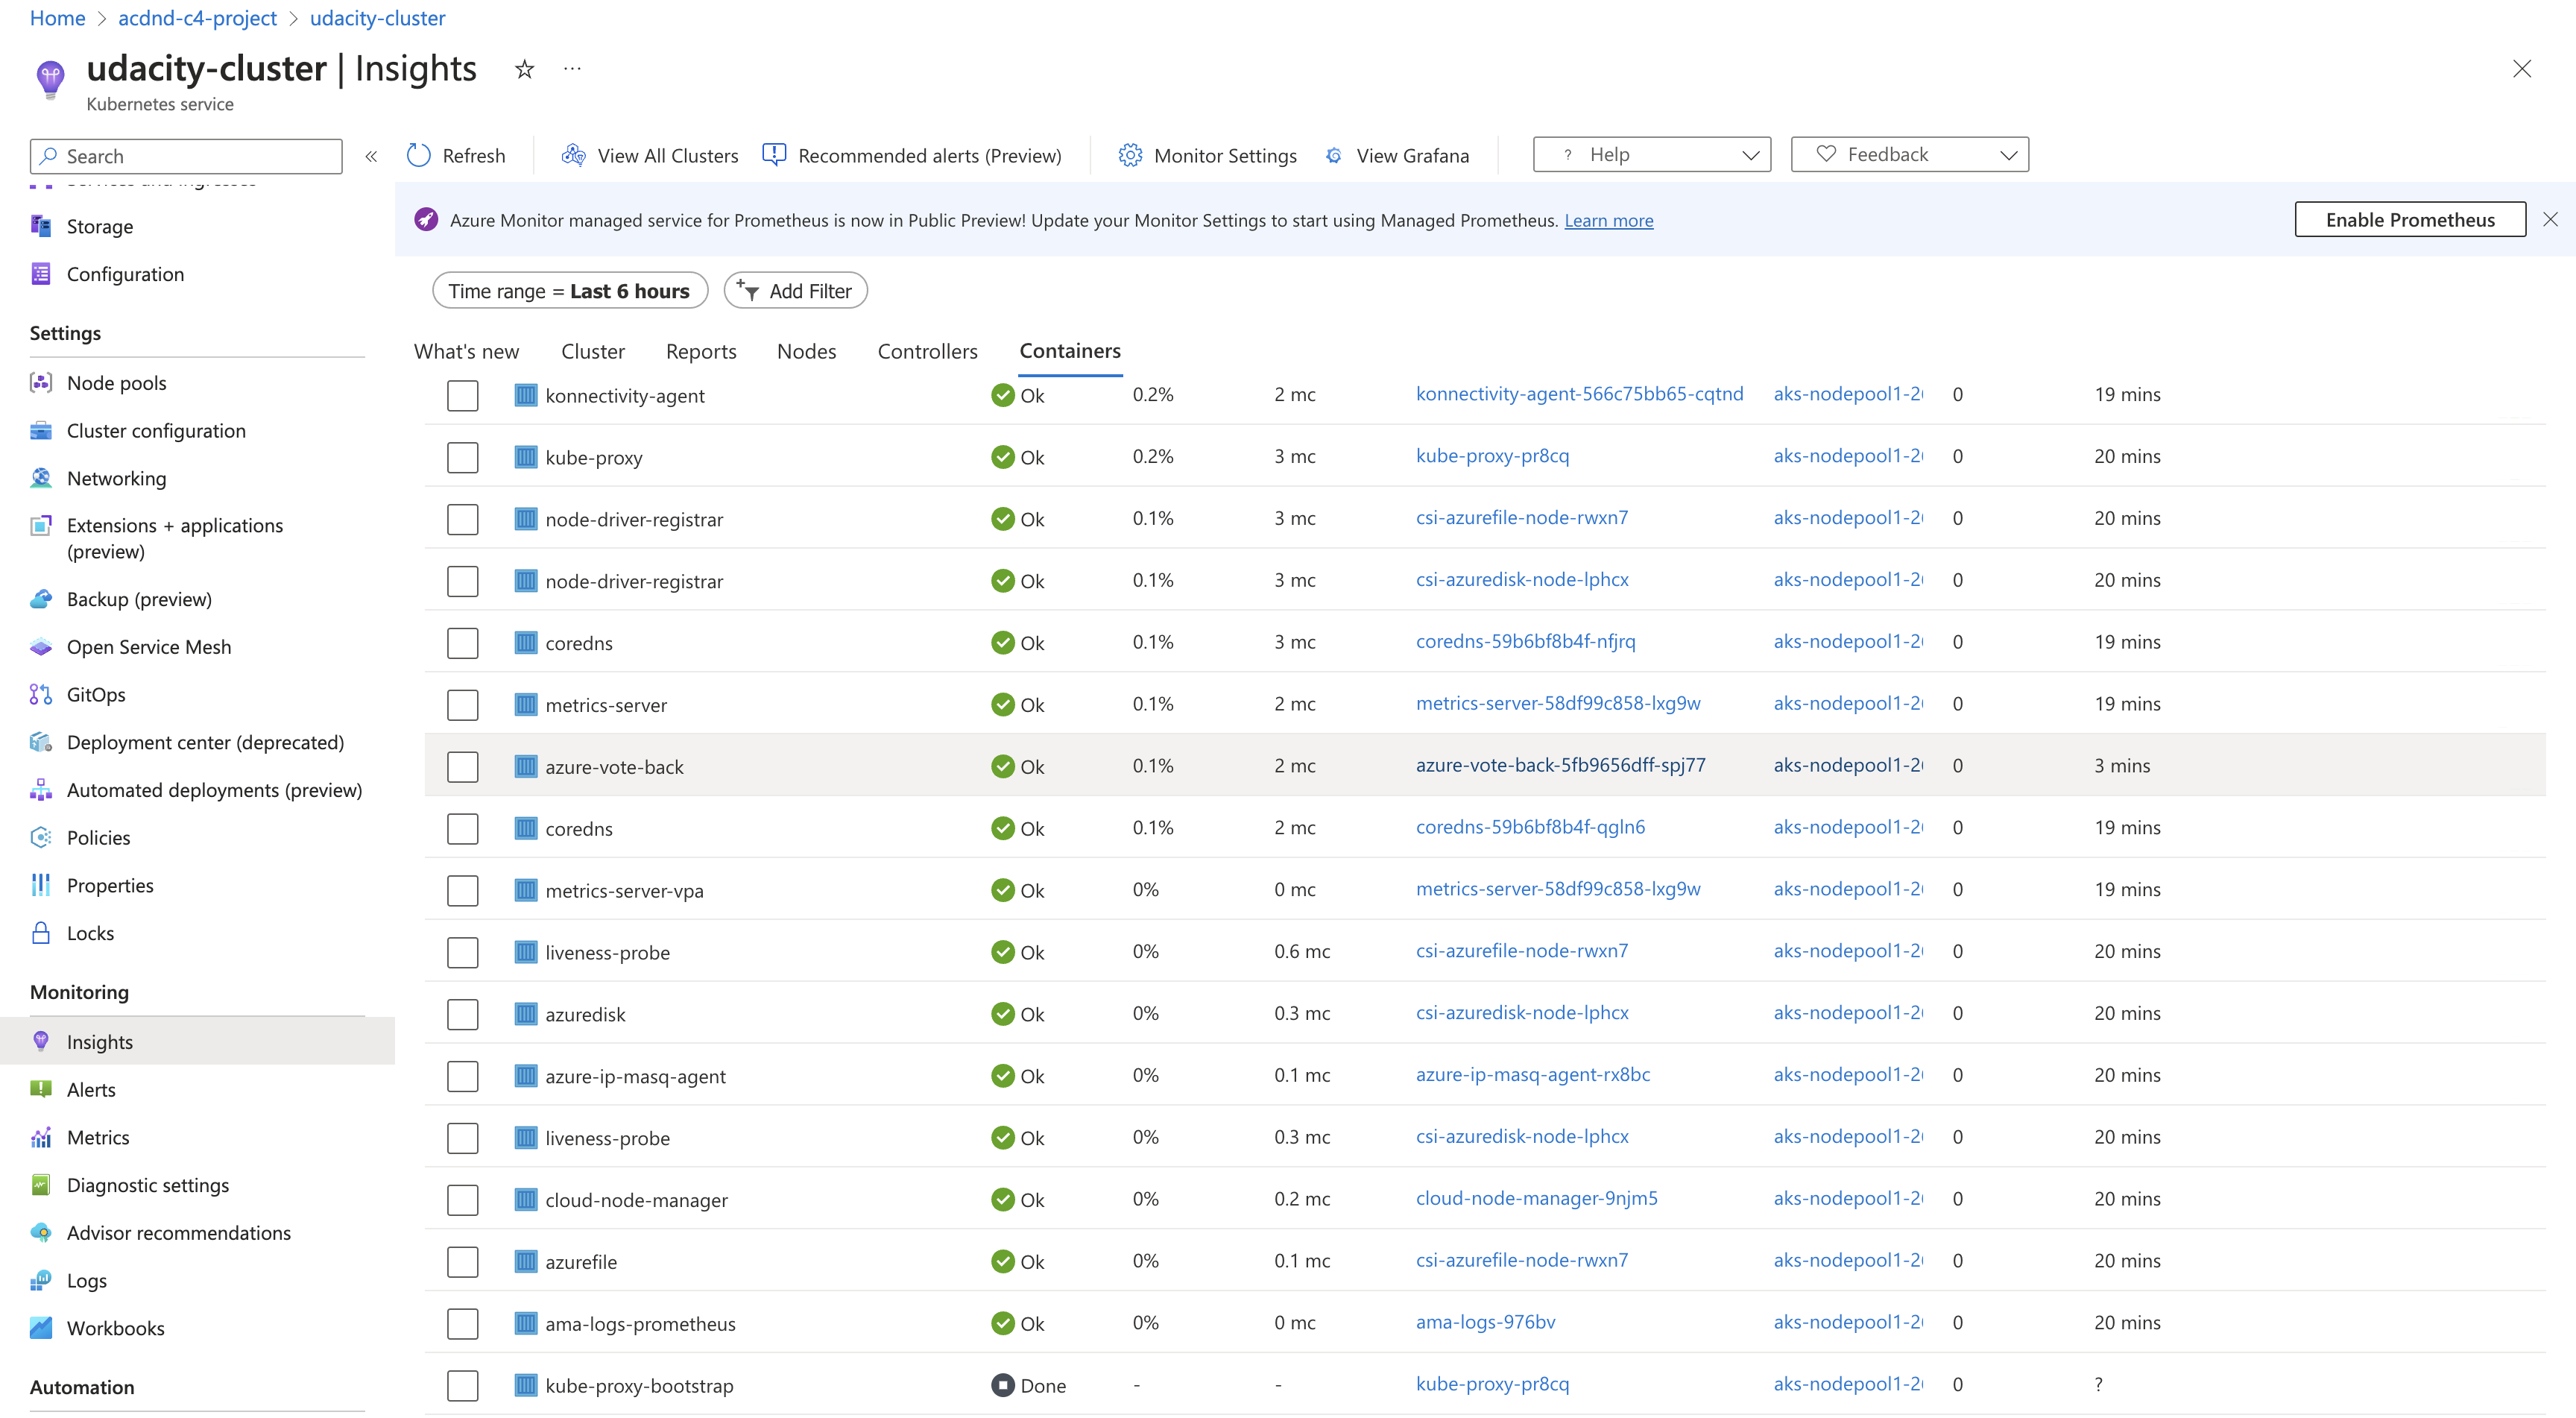 Home > acdnd-c4-project > udacity-cluster
udacity-cluster | Insights
Kubernetes service
Search
Storage
Configuration
Settings
Node pools
Cluster configuration
Networking
Extensions + applications
(preview)
Backup (preview)
Open Service Mesh
GitOps
Deployment center (deprecated)
Automated deployments (preview)
Policies
Properties
Locks
Monitoring
Insights
Alerts
Metrics
Diagnostic settings
Advisor recommendations
Logs
Workbooks
Automation
Refresh View All Clusters Recommended alerts (Preview) Monitor Settings View Grafana ? Help Feedback
Azure Monitor managed service for Prometheus is now in Public Preview! Update your Monitor Settings to start using Managed Prometheus. Learn more Enable Prometheus
Time range = Last 6 hours Add Filter
What's new Cluster Reports Nodes Controllers Containers
konnectivity-agent Ok 0.2% 2 mc konnectivity-agent-566c75bb65-cqtnd aks-nodepool1-2 0 19 mins
kube-proxy Ok 0.2% 3 mc kube-proxy-pr8cq aks-nodepool1-2 0 20 mins
node-driver-registrar Ok 0.1% 3 mc csi-azurefile-node-rwxn7 aks-nodepool1-2 0 20 mins
node-driver-registrar Ok 0.1% 3 mc csi-azuredisk-node-lphcx aks-nodepool1-2 0 20 mins
coredns Ok 0.1% 3 mc coredns-59b6bf8b4f-nfjrq aks-nodepool1-2 0 19 mins
metrics-server Ok 0.1% 2 mc metrics-server-58df99c858-lxg9w aks-nodepool1-2 0 19 mins
azure-vote-back Ok 0.1% 2 mc azure-vote-back-5fb9656dff-spj77 aks-nodepool1-2 0 3 mins
coredns Ok 0.1% 2 mc coredns-59b6bf8b4f-qgln6 aks-nodepool1-2 0 19 mins
metrics-server-vpa Ok 0% 0 mc metrics-server-58df99c858-lxg9w aks-nodepool1-2 0 19 mins
liveness-probe Ok 0% 0.6 mc csi-azurefile-node-rwxn7 aks-nodepool1-2 0 20 mins
azuredisk Ok 0% 0.3 mc csi-azuredisk-node-lphcx aks-nodepool1-2 0 20 mins
azure-ip-masq-agent Ok 0% 0.1 mc azure-ip-masq-agent-rx8bc aks-nodepool1-2 0 20 mins
liveness-probe Ok 0% 0.3 mc csi-azuredisk-node-lphcx aks-nodepool1-2 0 20 mins
cloud-node-manager Ok 0% 0.2 mc cloud-node-manager-9njm5 aks-nodepool1-2 0 20 mins
azurefile Ok 0% 0.1 mc csi-azurefile-node-rwxn7 aks-nodepool1-2 0 20 mins
ama-logs-prometheus Ok 0% 0 mc ama-logs-976bv aks-nodepool1-2 0 20 mins
kube-proxy-bootstrap Done - - kube-proxy-pr8cq aks-nodepool1-2 0 ?